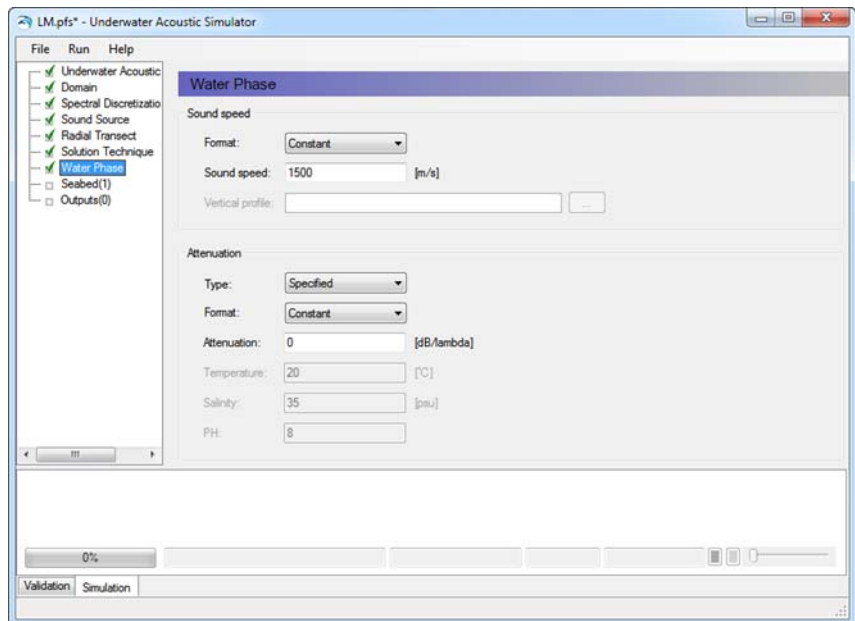 LM.pfs* - Underwater Acoustic Simulator
File Run Help
Underwater Acoustic
Domain
Spectral Discretizatio
Sound Source
Radial Transect
Solution Technique
Water Phase
Seabed(1)
Outputs(0)
Water Phase
Sound speed
Format: Constant
Sound speed: 1500 [m/s]
Vertical profile: ...
Attenuation
Type: Specified
Format: Constant
Attenuation: 0 [dB/lambda]
Temperature: 20 [°C]
Salinity: 35 [psu]
PH: 8
0%
Validation Simulation